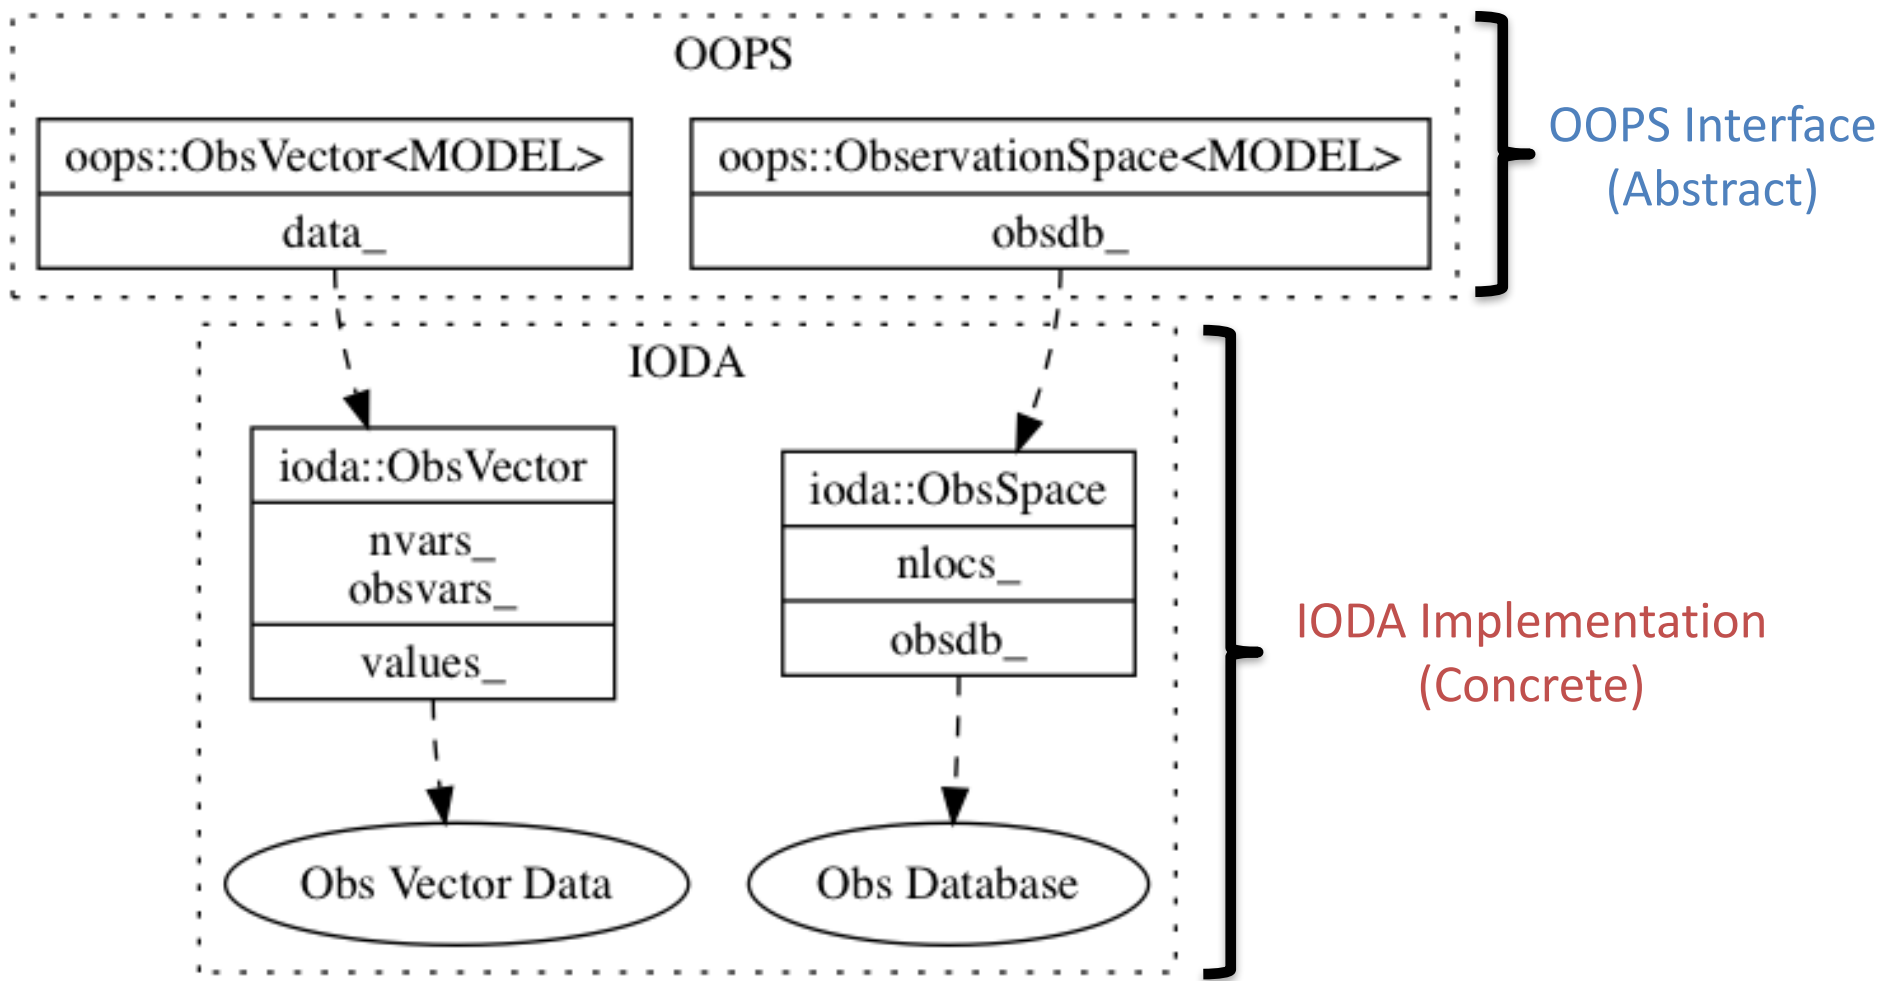 OOPS
oops::ObsVector<MODEL>
data_
oops::ObservationSpace<MODEL>
obsdb_
OOPS Interface
(Abstract)
IODA
ioda::ObsVector
nvars_
obsvars_
values_
ioda::ObsSpace
nlocs_
obsdb_
IODA Implementation
(Concrete)
Obs Vector Data
Obs Database